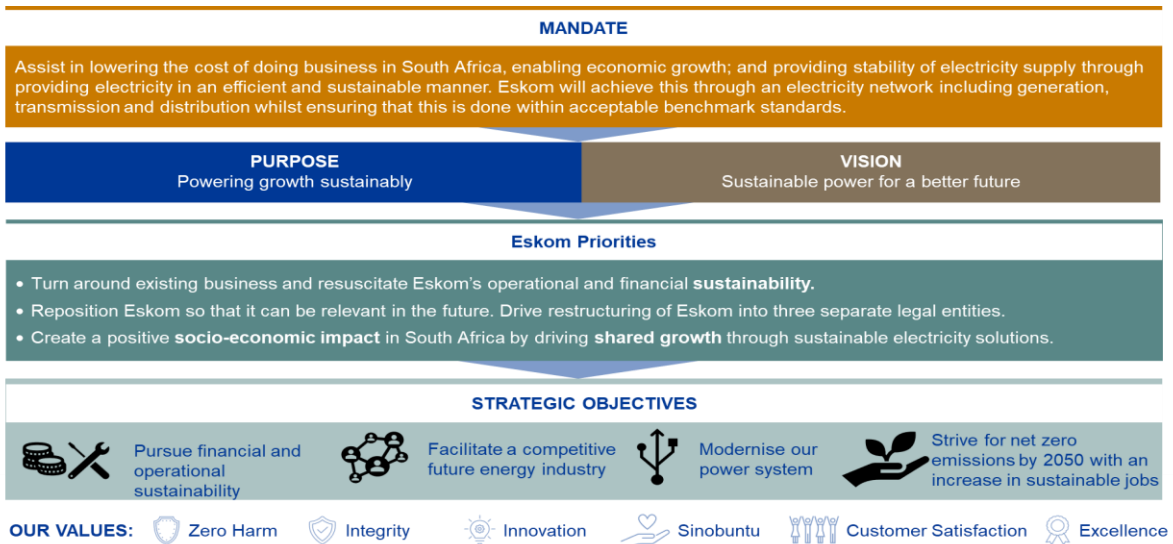 MANDATE
Assist in lowering the cost of doing business in South Africa, enabling economic growth; and providing stability of electricity supply through
providing electricity in an efficient and sustainable manner. Eskom will achieve this through an electricity network including generation,
transmission and distribution whilst ensuring that this is done within acceptable benchmark standards.
PURPOSE
Powering growth sustainably
VISION
Sustainable power for a better future
Eskom Priorities
• Turn around existing business and resuscitate Eskom's operational and financial sustainability.
• Reposition Eskom so that it can be relevant in the future. Drive restructuring of Eskom into three separate legal entities.
• Create a positive socio-economic impact in South Africa by driving shared growth through sustainable electricity solutions.
STRATEGIC OBJECTIVES
Pursue financial and
operational
sustainability
Facilitate a competitive
future energy industry
Modernise our
power system
Strive for net zero
emissions by 2050 with an
increase in sustainable jobs
OUR VALUES: Zero Harm Integrity Innovation Sinobuntu Customer Satisfaction Excellence